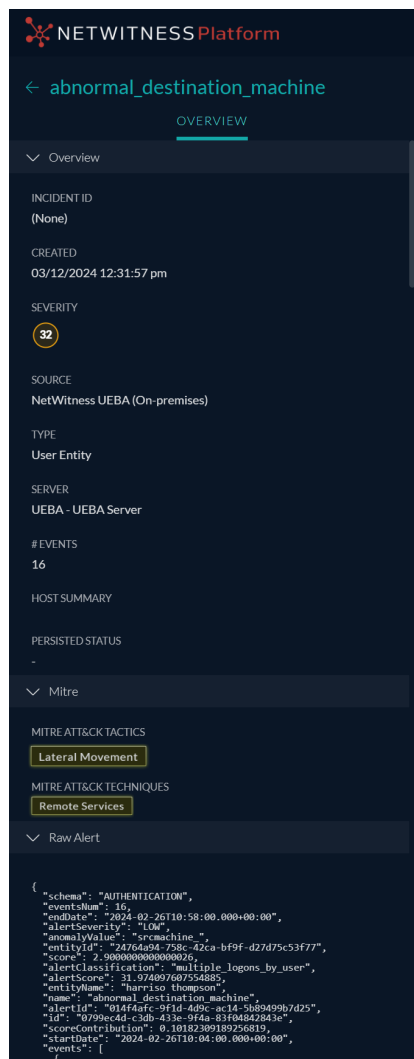 NETWITNESS Platform
← abnormal_destination_machine
OVERVIEW
Overview
INCIDENT ID
(None)
CREATED
03/12/2024 12:31:57 pm
SEVERITY
32
SOURCE
NetWitness UEBA (On-premises)
TYPE
User Entity
SERVER
UEBA - UEBA Server
# EVENTS
16
HOST SUMMARY
PERSISTED STATUS
-
Mitre
MITRE ATT&CK TACTICS
Lateral Movement
MITRE ATT&CK TECHNIQUES
Remote Services
Raw Alert
{
"schema": "AUTHENTICATION",
"eventsNum": 16,
"endDate": "2024-02-26T10:58:00.000+00:00",
"alertSeverity": "LOW",
"anomalyValue": "srcmachine_",
"entityId": "24764a94-758c-42ca-bf9f-d27d75c53f77",
"score": 2.9000000000000026,
"alertClassification": "multiple_logons_by_user",
"alertScore": 31.974097607554885,
"entityName": "harriso thompson",
"name": "abnormal_destination_machine",
"alertId": "014f4afc-9f1d-4d9c-ac14-5b89499b7d25",
"id": "0799ec4d-c3db-433e-9f4a-83f04842843e",
"scoreContribution": 0.10182309189256819,
"startDate": "2024-02-26T10:04:00.000+00:00",
"events": [